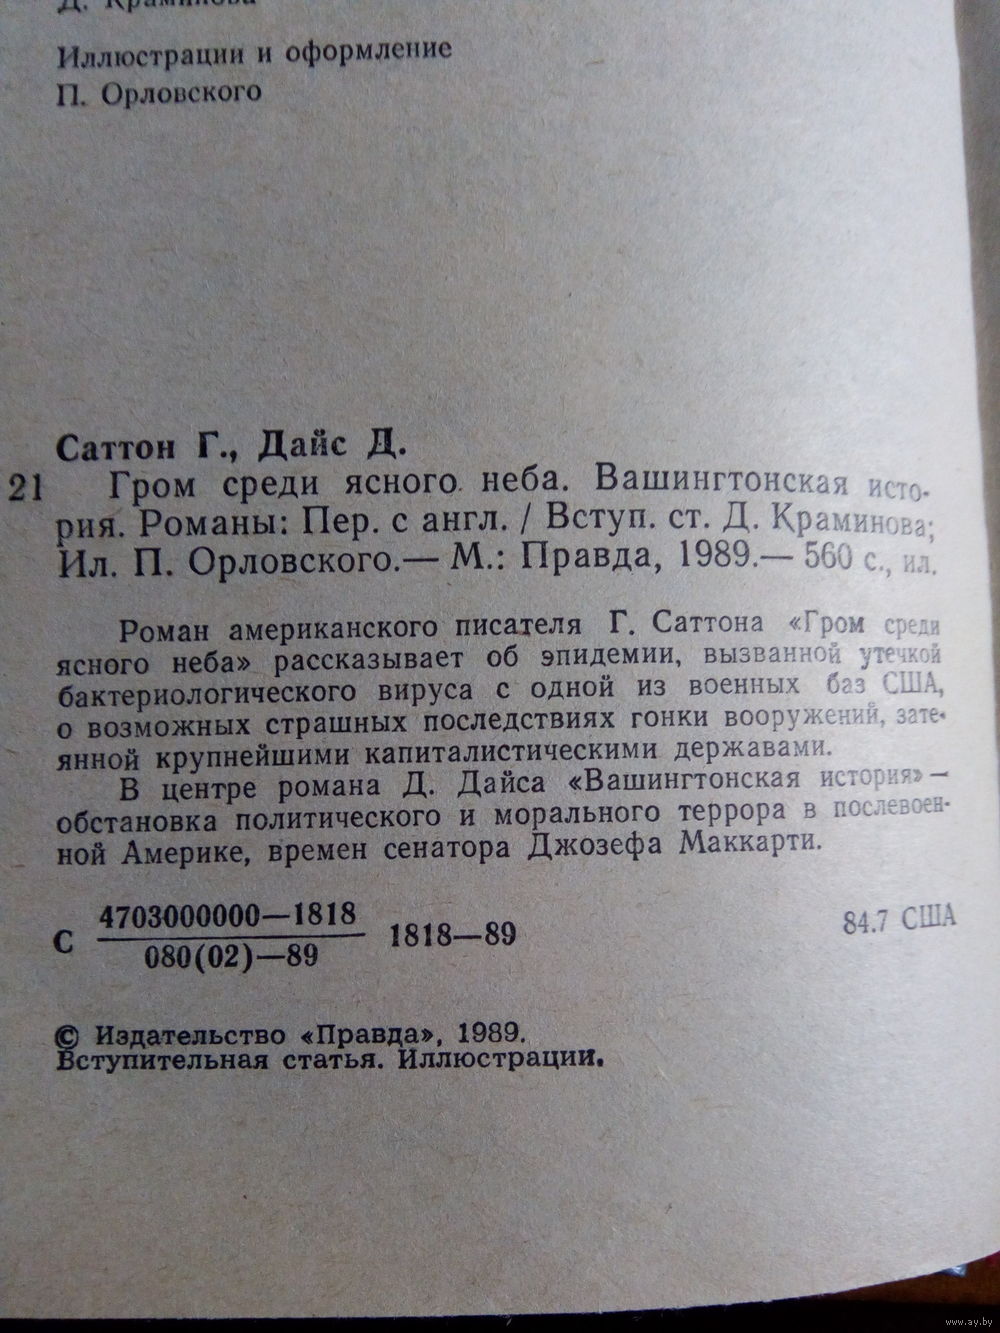 Д. Краминова
Иллюстрации и оформление
П. Орловского
Саттон Г., Дайс Д.
21 Гром среди ясного неба. Вашингтонская исто-
рия. Романы: Пер. с англ. / Вступ. ст. Д. Краминова;
Ил. П. Орловского.— М.: Правда, 1989.— 560 с., ил.
Роман американского писателя Г. Саттона «Гром среди
ясного неба» рассказывает об эпидемии, вызванной утечкой
бактериологического вируса с одной из военных баз США,
о возможных страшных последствиях гонки вооружений, зате-
янной крупнейшими капиталистическими державами.
В центре романа Д. Дайса «Вашингтонская история» —
обстановка политического и морального террора в послевоен-
ной Америке, времен сенатора Джозефа Маккарти.
С 4703000000—1818 / 080(02)—89 1818—89 84.7 США
© Издательство «Правда», 1989.
Вступительная статья. Иллюстрации.
www.ay.by